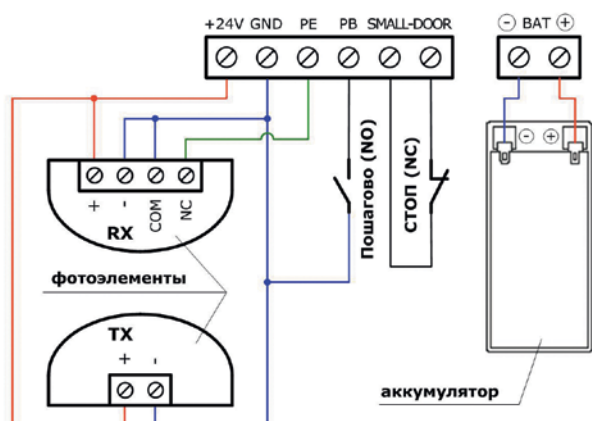 +24V GND PE PB SMALL-DOOR
- BAT +
Пошагово (NO)
СТОП (NC)
- +
+ - COM NC
RX
фотоэлементы
TX
+ -
аккумулятор